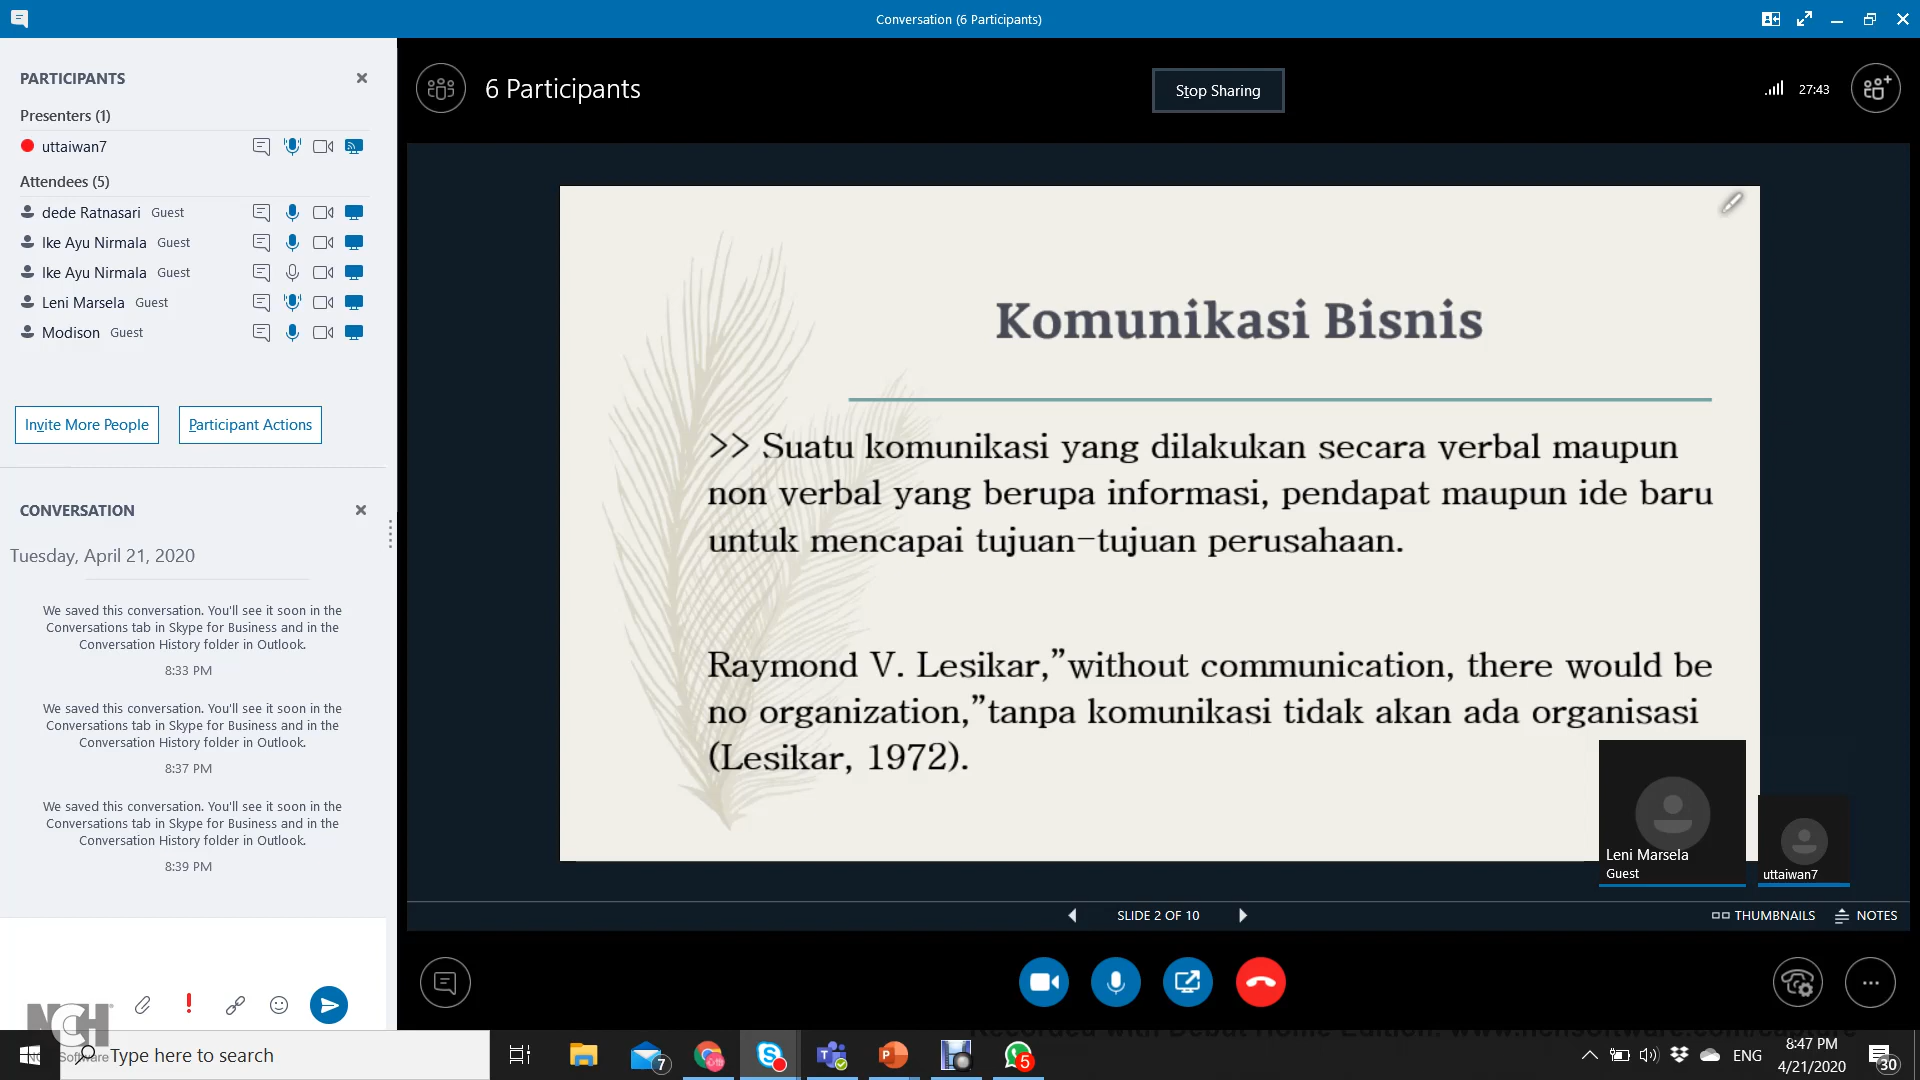 Conversation (6 Participants)
PARTICIPANTS
Presenters (1)
uttaiwan7
Attendees (5)
dede Ratnasari Guest
Ike Ayu Nirmala Guest
Ike Ayu Nirmala Guest
Leni Marsela Guest
Modison Guest
Invite More People
Participant Actions
CONVERSATION
Tuesday, April 21, 2020
We saved this conversation. You'll see it soon in the
Conversations tab in Skype for Business and in the
Conversation History folder in Outlook.
8:33 PM
We saved this conversation. You'll see it soon in the
Conversations tab in Skype for Business and in the
Conversation History folder in Outlook.
8:37 PM
We saved this conversation. You'll see it soon in the
Conversations tab in Skype for Business and in the
Conversation History folder in Outlook.
8:39 PM
6 Participants
Stop Sharing
27:43
Komunikasi Bisnis
>> Suatu komunikasi yang dilakukan secara verbal maupun
non verbal yang berupa informasi, pendapat maupun ide baru
untuk mencapai tujuan-tujuan perusahaan.
Raymond V. Lesikar,”without communication, there would be
no organization,”tanpa komunikasi tidak akan ada organisasi
(Lesikar, 1972).
Leni Marsela
Guest
uttaiwan7
SLIDE 2 OF 10
THUMBNAILS
NOTES
NCH
Software
Type here to search
7
5
ENG
8:47 PM
4/21/2020
30